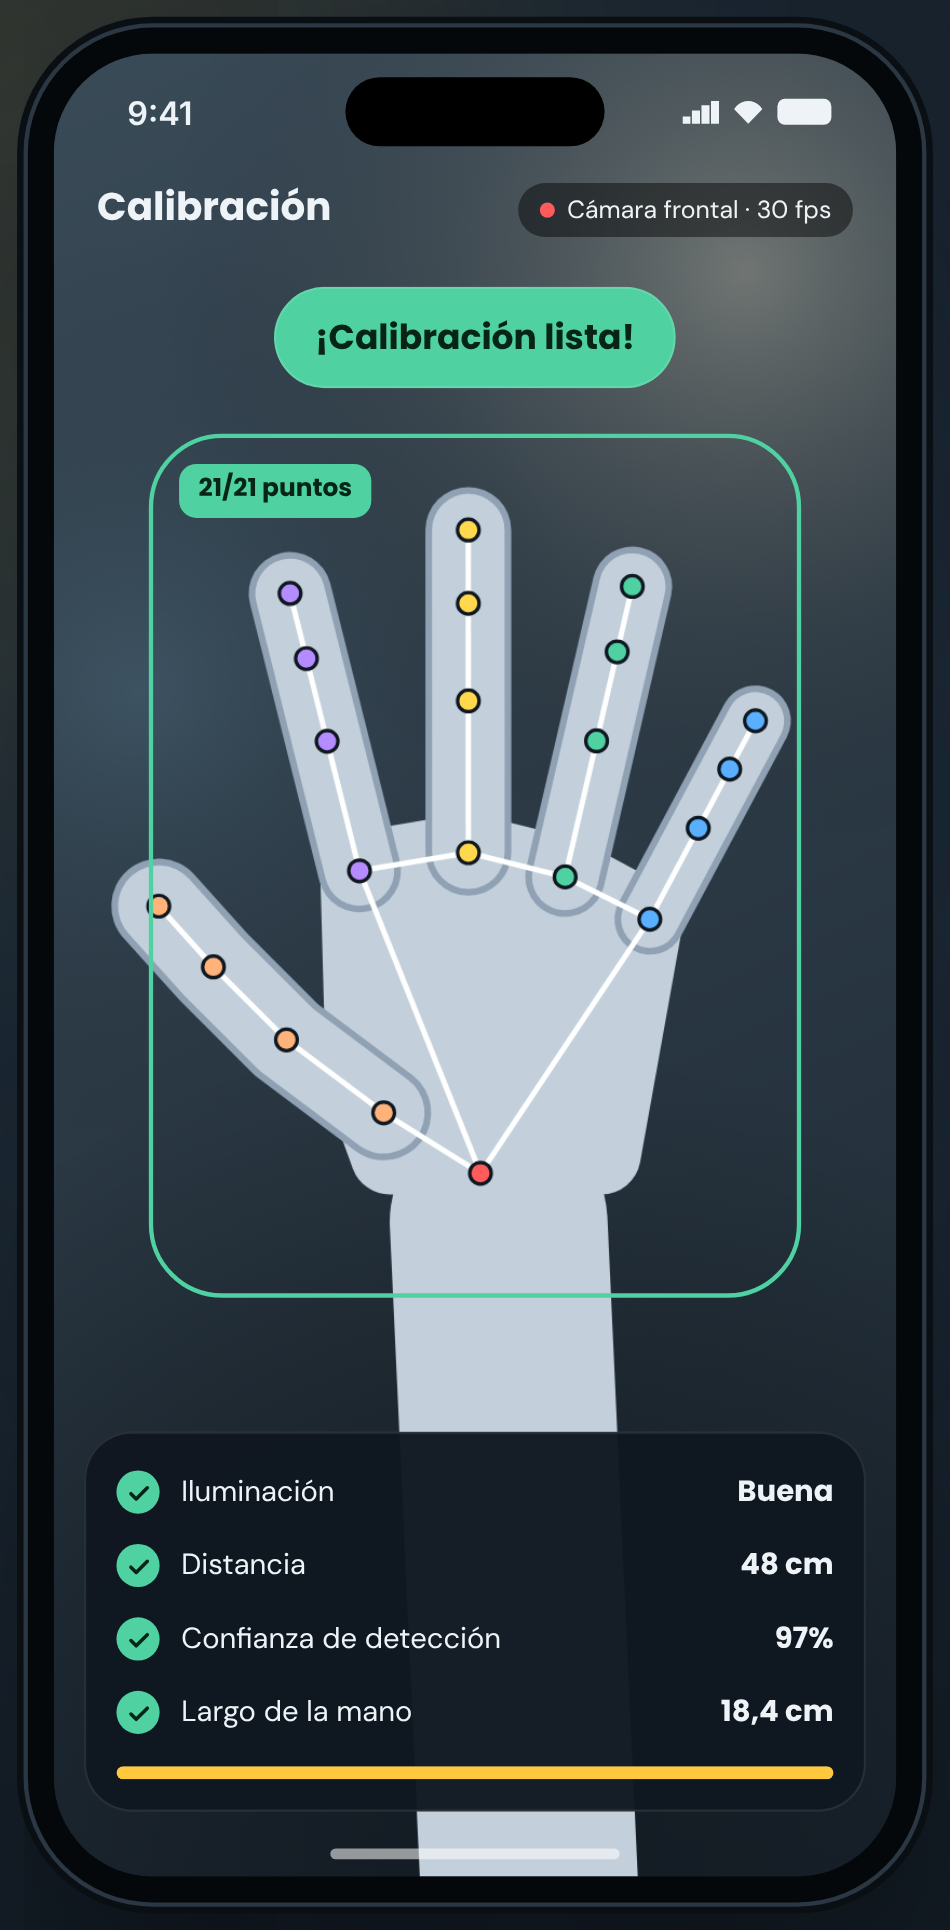 9:41
Calibración
Cámara frontal · 30 fps
¡Calibración lista!
21/21 puntos
Iluminación Buena
Distancia 48 cm
Confianza de detección 97%
Largo de la mano 18,4 cm